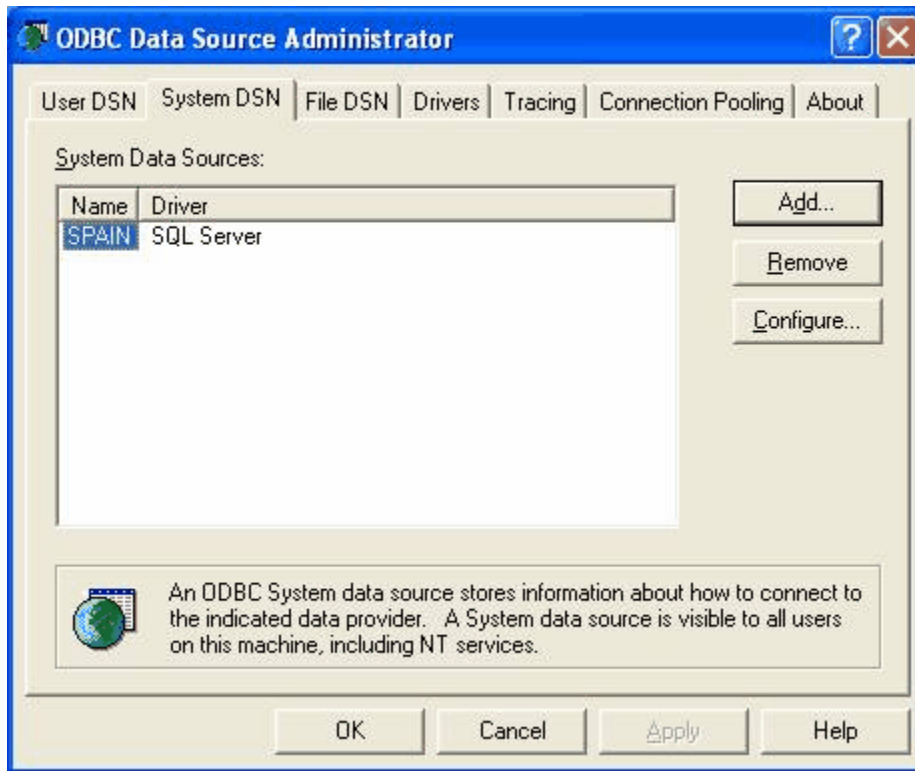 ODBC Data Source Administrator
User DSN System DSN File DSN Drivers Tracing Connection Pooling About
System Data Sources:
Name Driver
SPAIN SQL Server
Add...
Remove
Configure...
An ODBC System data source stores information about how to connect to
the indicated data provider. A System data source is visible to all users
on this machine, including NT services.
OK Cancel Apply Help